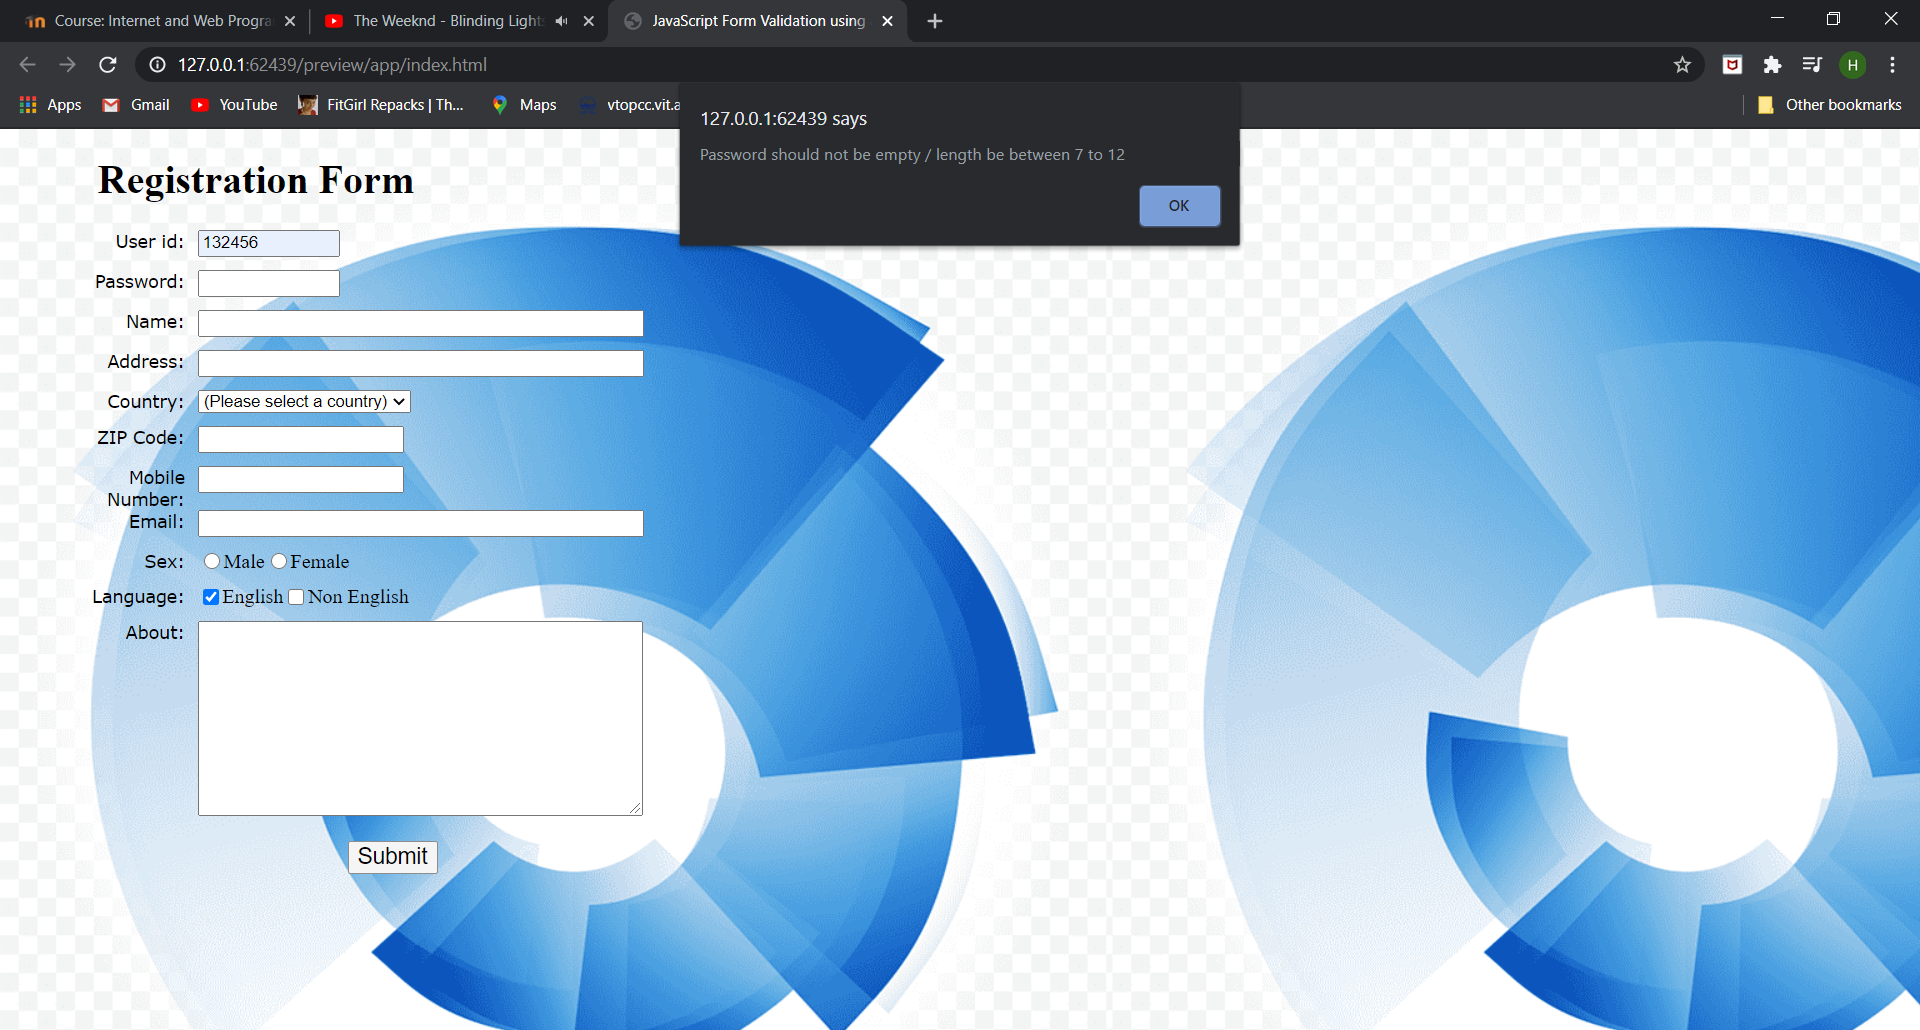 Course: Internet and Web Progra
The Weeknd - Blinding Lights
JavaScript Form Validation using
127.0.0.1:62439/preview/app/index.html
H
Apps
Gmail
YouTube
FitGirl Repacks | Th...
Maps
vtopcc.vit.a
Other bookmarks
127.0.0.1:62439 says
Password should not be empty / length be between 7 to 12
OK
Registration Form
User id: 132456
Password:
Name:
Address:
Country: (Please select a country)
ZIP Code:
Mobile
Number:
Email:
Sex: Male Female
Language: English Non English
About:
Submit